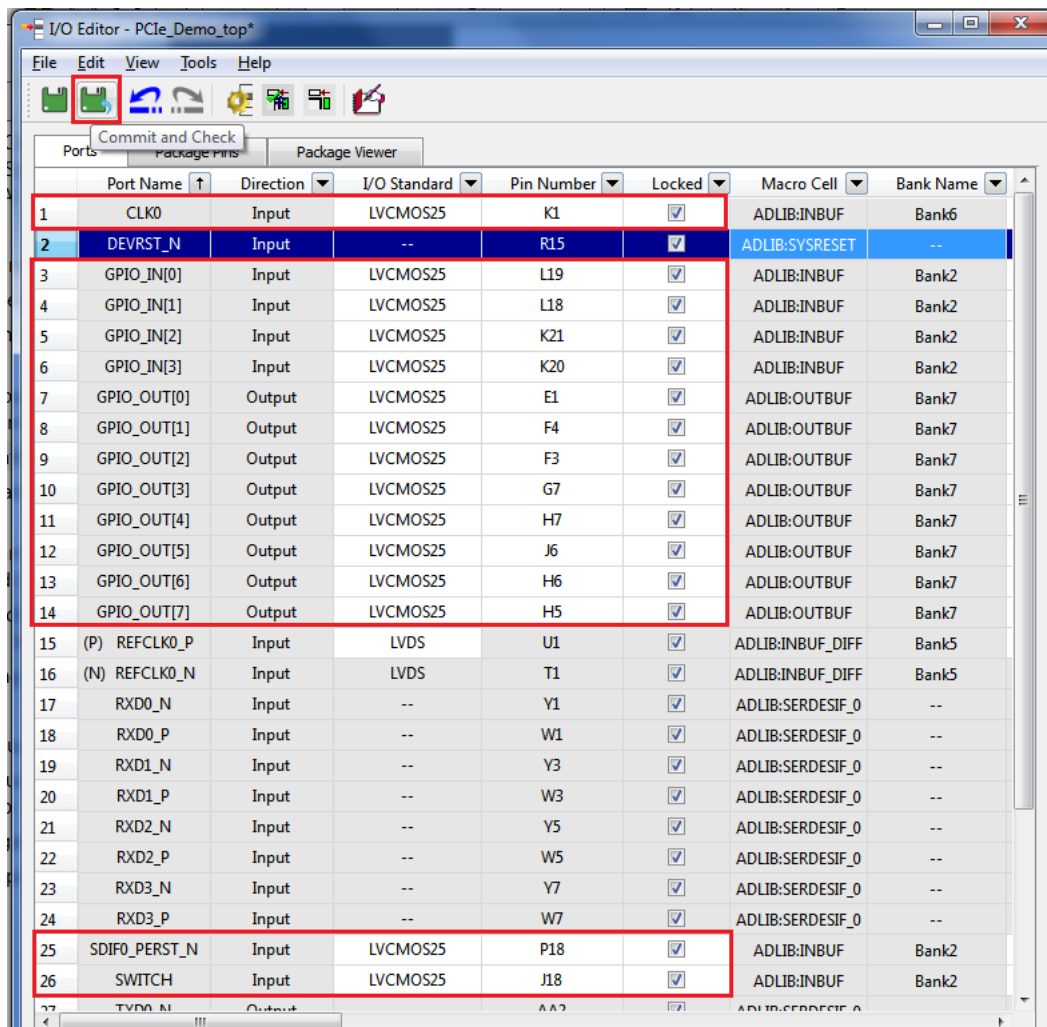 I/O Editor - PCIe_Demo_top*
File Edit View Tools Help
Commit and Check
Ports Package Pins Package Viewer
Port Name Direction I/O Standard Pin Number Locked Macro Cell Bank Name
1 CLK0 Input LVCMOS25 K1 ADLIB:INBUF Bank6
2 DEVRST_N Input -- R15 ADLIB:SYSRESET --
3 GPIO_IN[0] Input LVCMOS25 L19 ADLIB:INBUF Bank2
4 GPIO_IN[1] Input LVCMOS25 L18 ADLIB:INBUF Bank2
5 GPIO_IN[2] Input LVCMOS25 K21 ADLIB:INBUF Bank2
6 GPIO_IN[3] Input LVCMOS25 K20 ADLIB:INBUF Bank2
7 GPIO_OUT[0] Output LVCMOS25 E1 ADLIB:OUTBUF Bank7
8 GPIO_OUT[1] Output LVCMOS25 F4 ADLIB:OUTBUF Bank7
9 GPIO_OUT[2] Output LVCMOS25 F3 ADLIB:OUTBUF Bank7
10 GPIO_OUT[3] Output LVCMOS25 G7 ADLIB:OUTBUF Bank7
11 GPIO_OUT[4] Output LVCMOS25 H7 ADLIB:OUTBUF Bank7
12 GPIO_OUT[5] Output LVCMOS25 J6 ADLIB:OUTBUF Bank7
13 GPIO_OUT[6] Output LVCMOS25 H6 ADLIB:OUTBUF Bank7
14 GPIO_OUT[7] Output LVCMOS25 H5 ADLIB:OUTBUF Bank7
15 (P) REFCLK0_P Input LVDS U1 ADLIB:INBUF_DIFF Bank5
16 (N) REFCLK0_N Input LVDS T1 ADLIB:INBUF_DIFF Bank5
17 RXD0_N Input -- Y1 ADLIB:SERDESIF_0 --
18 RXD0_P Input -- W1 ADLIB:SERDESIF_0 --
19 RXD1_N Input -- Y3 ADLIB:SERDESIF_0 --
20 RXD1_P Input -- W3 ADLIB:SERDESIF_0 --
21 RXD2_N Input -- Y5 ADLIB:SERDESIF_0 --
22 RXD2_P Input -- W5 ADLIB:SERDESIF_0 --
23 RXD3_N Input -- Y7 ADLIB:SERDESIF_0 --
24 RXD3_P Input -- W7 ADLIB:SERDESIF_0 --
25 SDIF0_PERST_N Input LVCMOS25 P18 ADLIB:INBUF Bank2
26 SWITCH Input LVCMOS25 J18 ADLIB:INBUF Bank2
27 TXD0_N Output AA2 ADLIB:SERDESIF_0